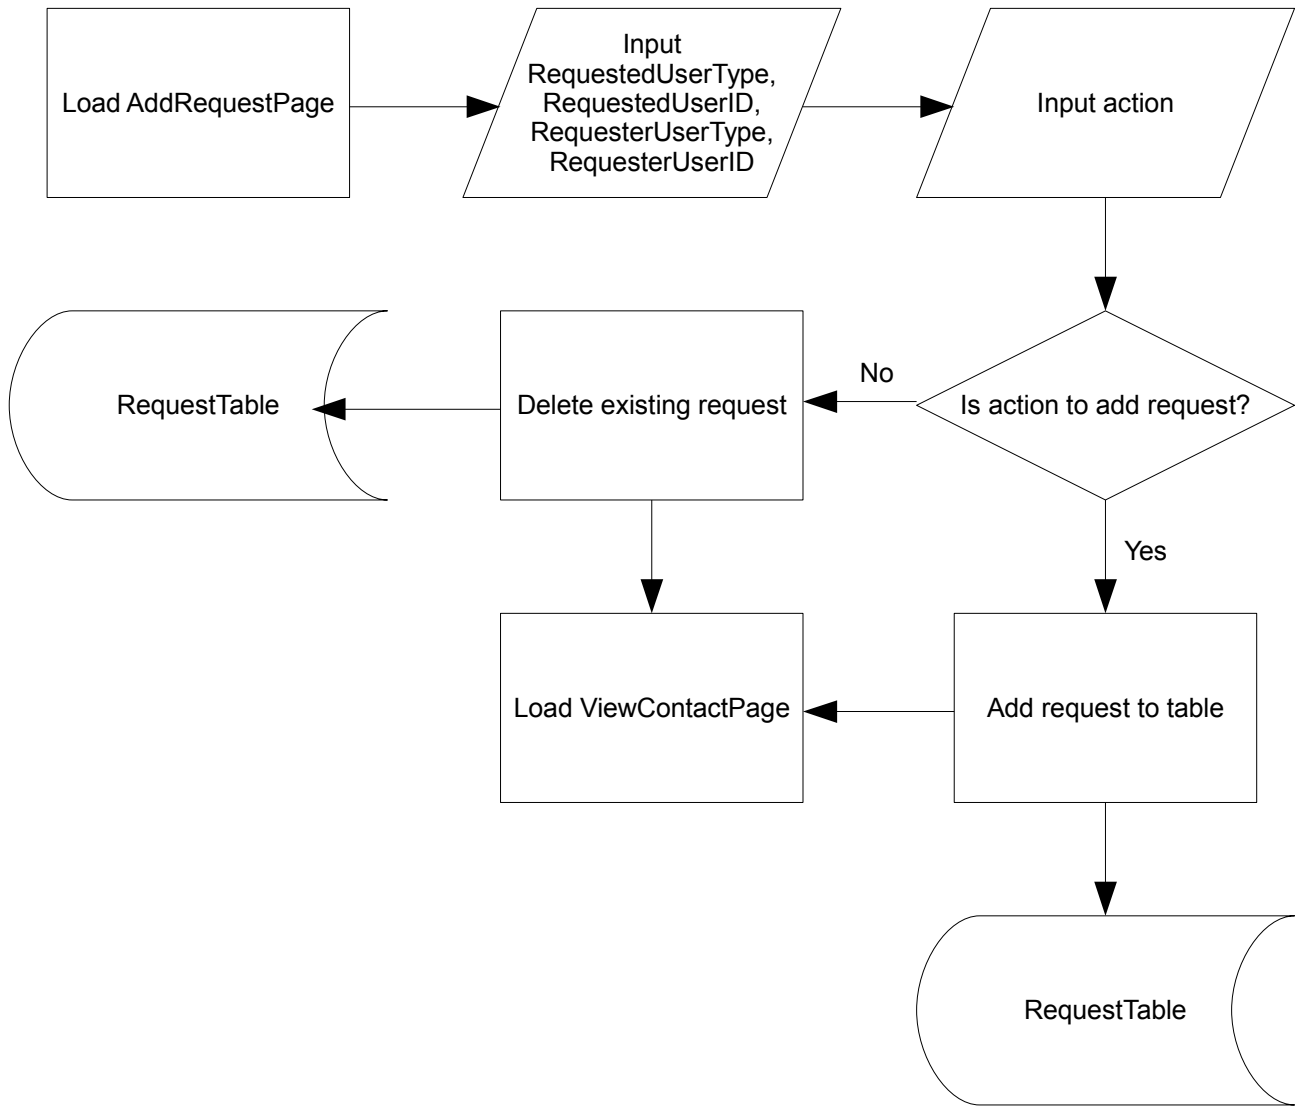 Load AddRequestPage
Input
RequestedUserType,
RequestedUserID,
RequesterUserType,
RequesterUserID
Input action
RequestTable
Delete existing request
No
Is action to add request?
Yes
Load ViewContactPage
Add request to table
RequestTable